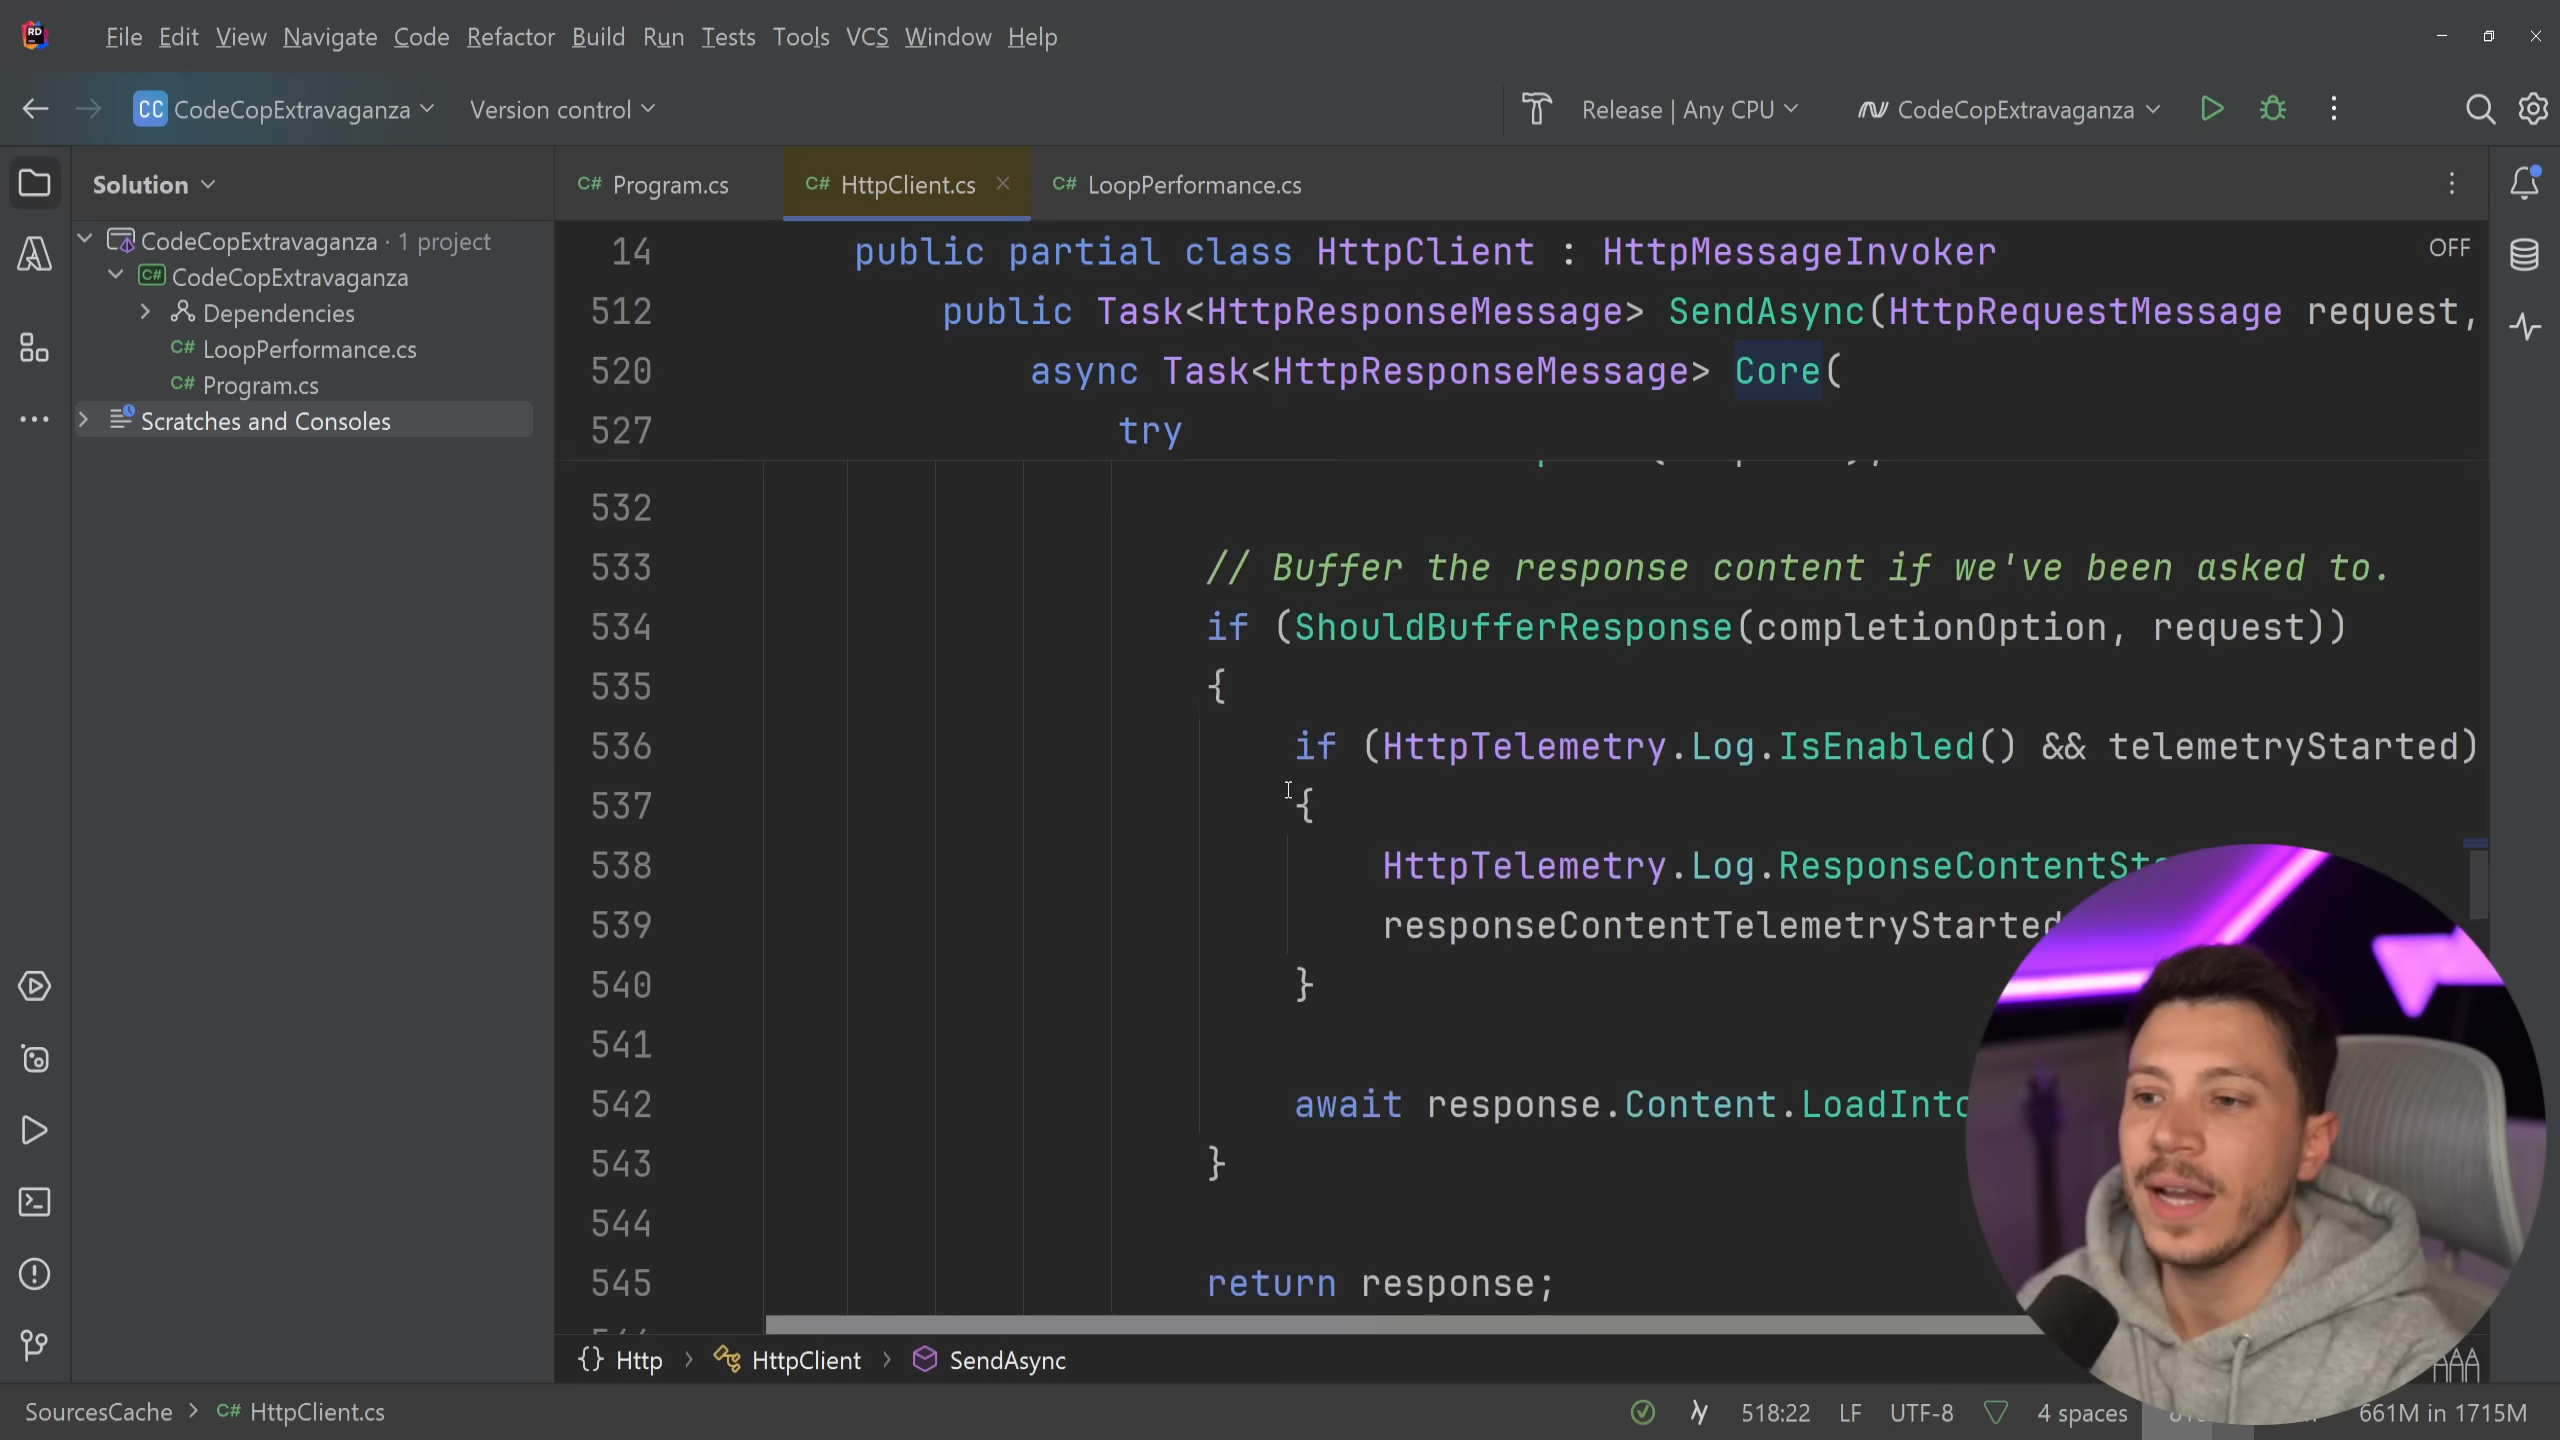 RD File Edit View Navigate Code Refactor Build Run Tests Tools VCS Window Help
CC CodeCopExtravaganza Version control Release | Any CPU CodeCopExtravaganza
Solution
C# Program.cs C# HttpClient.cs C# LoopPerformance.cs
CodeCopExtravaganza · 1 project
C# CodeCopExtravaganza
Dependencies
C# LoopPerformance.cs
C# Program.cs
Scratches and Consoles
OFF
14 public partial class HttpClient : HttpMessageInvoker
512 public Task<HttpResponseMessage> SendAsync(HttpRequestMessage request,
520 async Task<HttpResponseMessage> Core(
527 try
532
533 // Buffer the response content if we've been asked to.
534 if (ShouldBufferResponse(completionOption, request))
535 {
536 if (HttpTelemetry.Log.IsEnabled() && telemetryStarted)
537 {
538 HttpTelemetry.Log.ResponseContentSt
539 responseContentTelemetryStarted
540 }
541
542 await response.Content.LoadInto
543 }
544
545 return response;
{} Http HttpClient SendAsync
SourcesCache C# HttpClient.cs 518:22 LF UTF-8 4 spaces 661M in 1715M